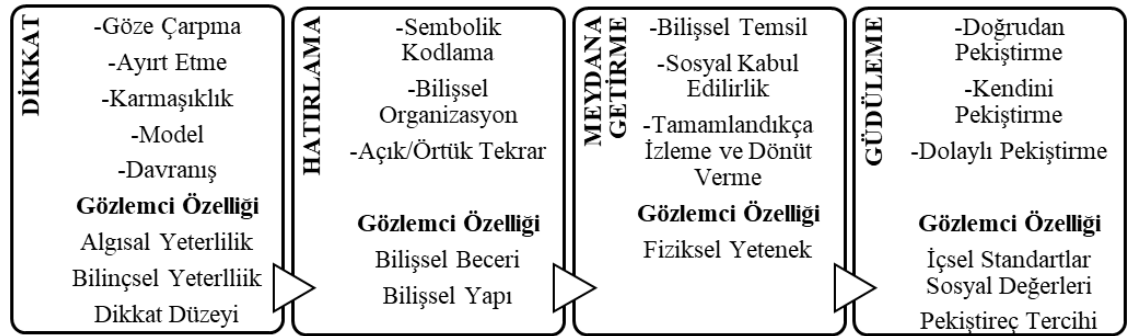 DİKKAT
-Göze Çarpma
-Ayırt Etme
-Karmaşıklık
-Model
-Davranış
Gözlemci Özelliği
Algısal Yeterlilik
Bilinçsel Yeterlliik
Dikkat Düzeyi
HATIRLAMA
-Sembolik
Kodlama
-Bilişsel
Organizasyon
-Açık/Örtük Tekrar
Gözlemci Özelliği
Bilişsel Beceri
Bilişsel Yapı
MEYDANA
GETİRME
-Bilişsel Temsil
-Sosyal Kabul
Edilirlik
-Tamamlandıkça
İzleme ve Dönüt
Verme
Gözlemci Özelliği
Fiziksel Yetenek
GÜDÜLEME
-Doğrudan
Pekiştirme
-Kendini
Pekiştirme
-Dolaylı Pekiştirme
Gözlemci Özelliği
İçsel Standartlar
Sosyal Değerleri
Pekiştireç Tercihi